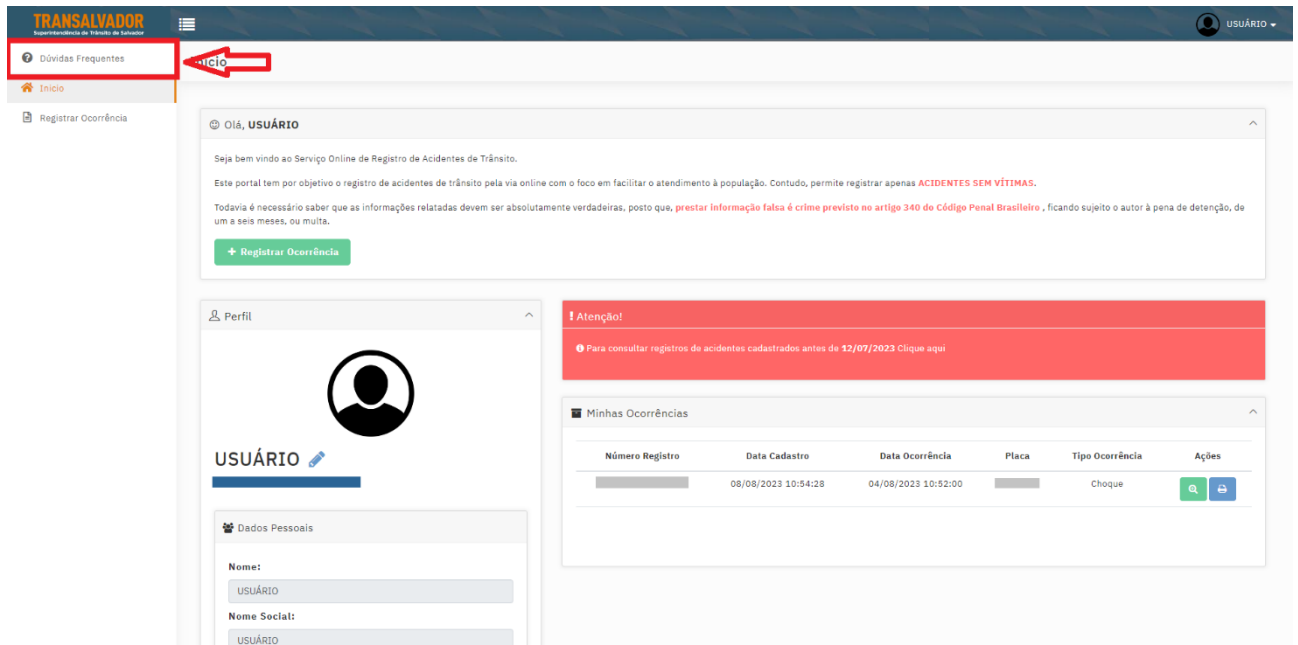 TRANSALVADOR
Superintendência de Trânsito de Salvador
USUÁRIO
Dúvidas Frequentes
Início
Inicio
Registrar Ocorrência
Olá, USUÁRIO
Seja bem vindo ao Serviço Online de Registro de Acidentes de Trânsito.
Este portal tem por objetivo o registro de acidentes de trânsito pela via online com o foco em facilitar o atendimento à população. Contudo, permite registrar apenas ACIDENTES SEM VÍTIMAS.
Todavia é necessário saber que as informações relatadas devem ser absolutamente verdadeiras, posto que, prestar informação falsa é crime previsto no artigo 340 do Código Penal Brasileiro , ficando sujeito o autor à pena de detenção, de
um a seis meses, ou multa.
+ Registrar Ocorrência
Perfil
USUÁRIO
Dados Pessoais
Nome:
USUÁRIO
Nome Social:
USUÁRIO
! Atenção!
Para consultar registros de acidentes cadastrados antes de 12/07/2023 Clique aqui
Minhas Ocorrências
Número Registro Data Cadastro Data Ocorrência Placa Tipo Ocorrência Ações
08/08/2023 10:54:28 04/08/2023 10:52:00 Choque